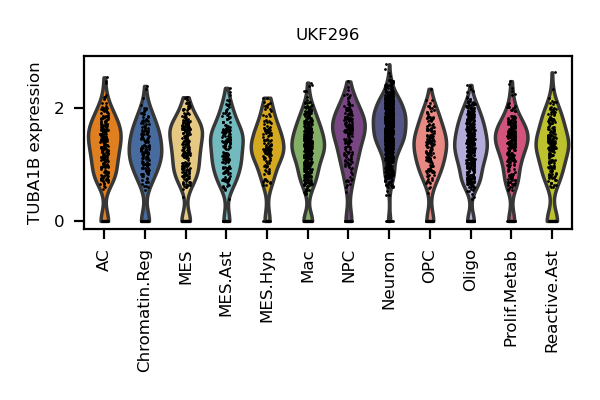 UKF296
TUBA1B expression
2
0
AC
Chromatin.Reg
MES
MES.Ast
MES.Hyp
Mac
NPC
Neuron
OPC
Oligo
Prolif.Metab
Reactive.Ast